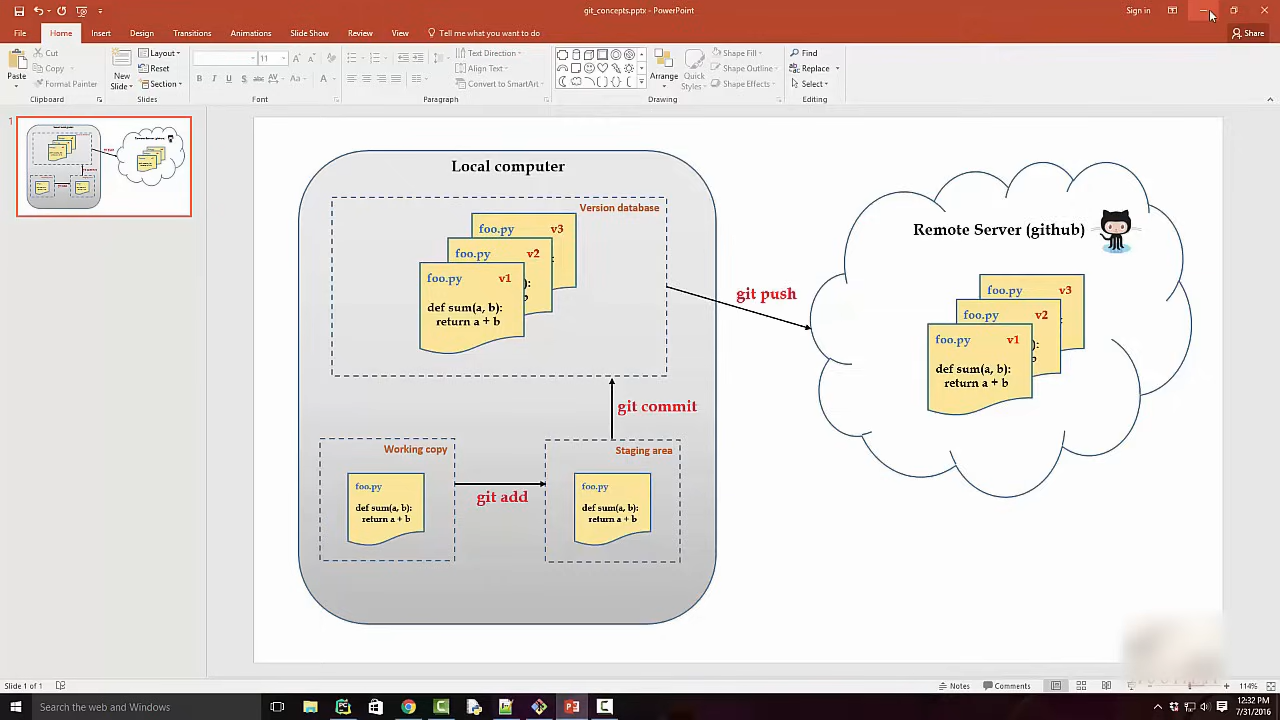 git_concepts.pptx - PowerPoint
Sign in
File Home Insert Design Transitions Animations Slide Show Review View Tell me what you want to do
Share
Paste
Cut
Copy
Format Painter
Clipboard
New
Slide
Layout
Reset
Section
Slides
11
Font
Text Direction
Align Text
Convert to SmartArt
Paragraph
Arrange
Quick
Styles
Shape Fill
Shape Outline
Shape Effects
Drawing
Find
Replace
Select
Editing
1
Local computer
Version database
foo.py v3
foo.py v2
foo.py v1
def sum(a, b):
return a + b
git push
git commit
Working copy
foo.py
def sum(a, b):
return a + b
git add
Staging area
foo.py
def sum(a, b):
return a + b
Remote Server (github)
foo.py v3
foo.py v2
foo.py v1
def sum(a, b):
return a + b
Slide 1 of 1
Notes
Comments
114%
Search the web and Windows
12:32 PM
7/31/2016